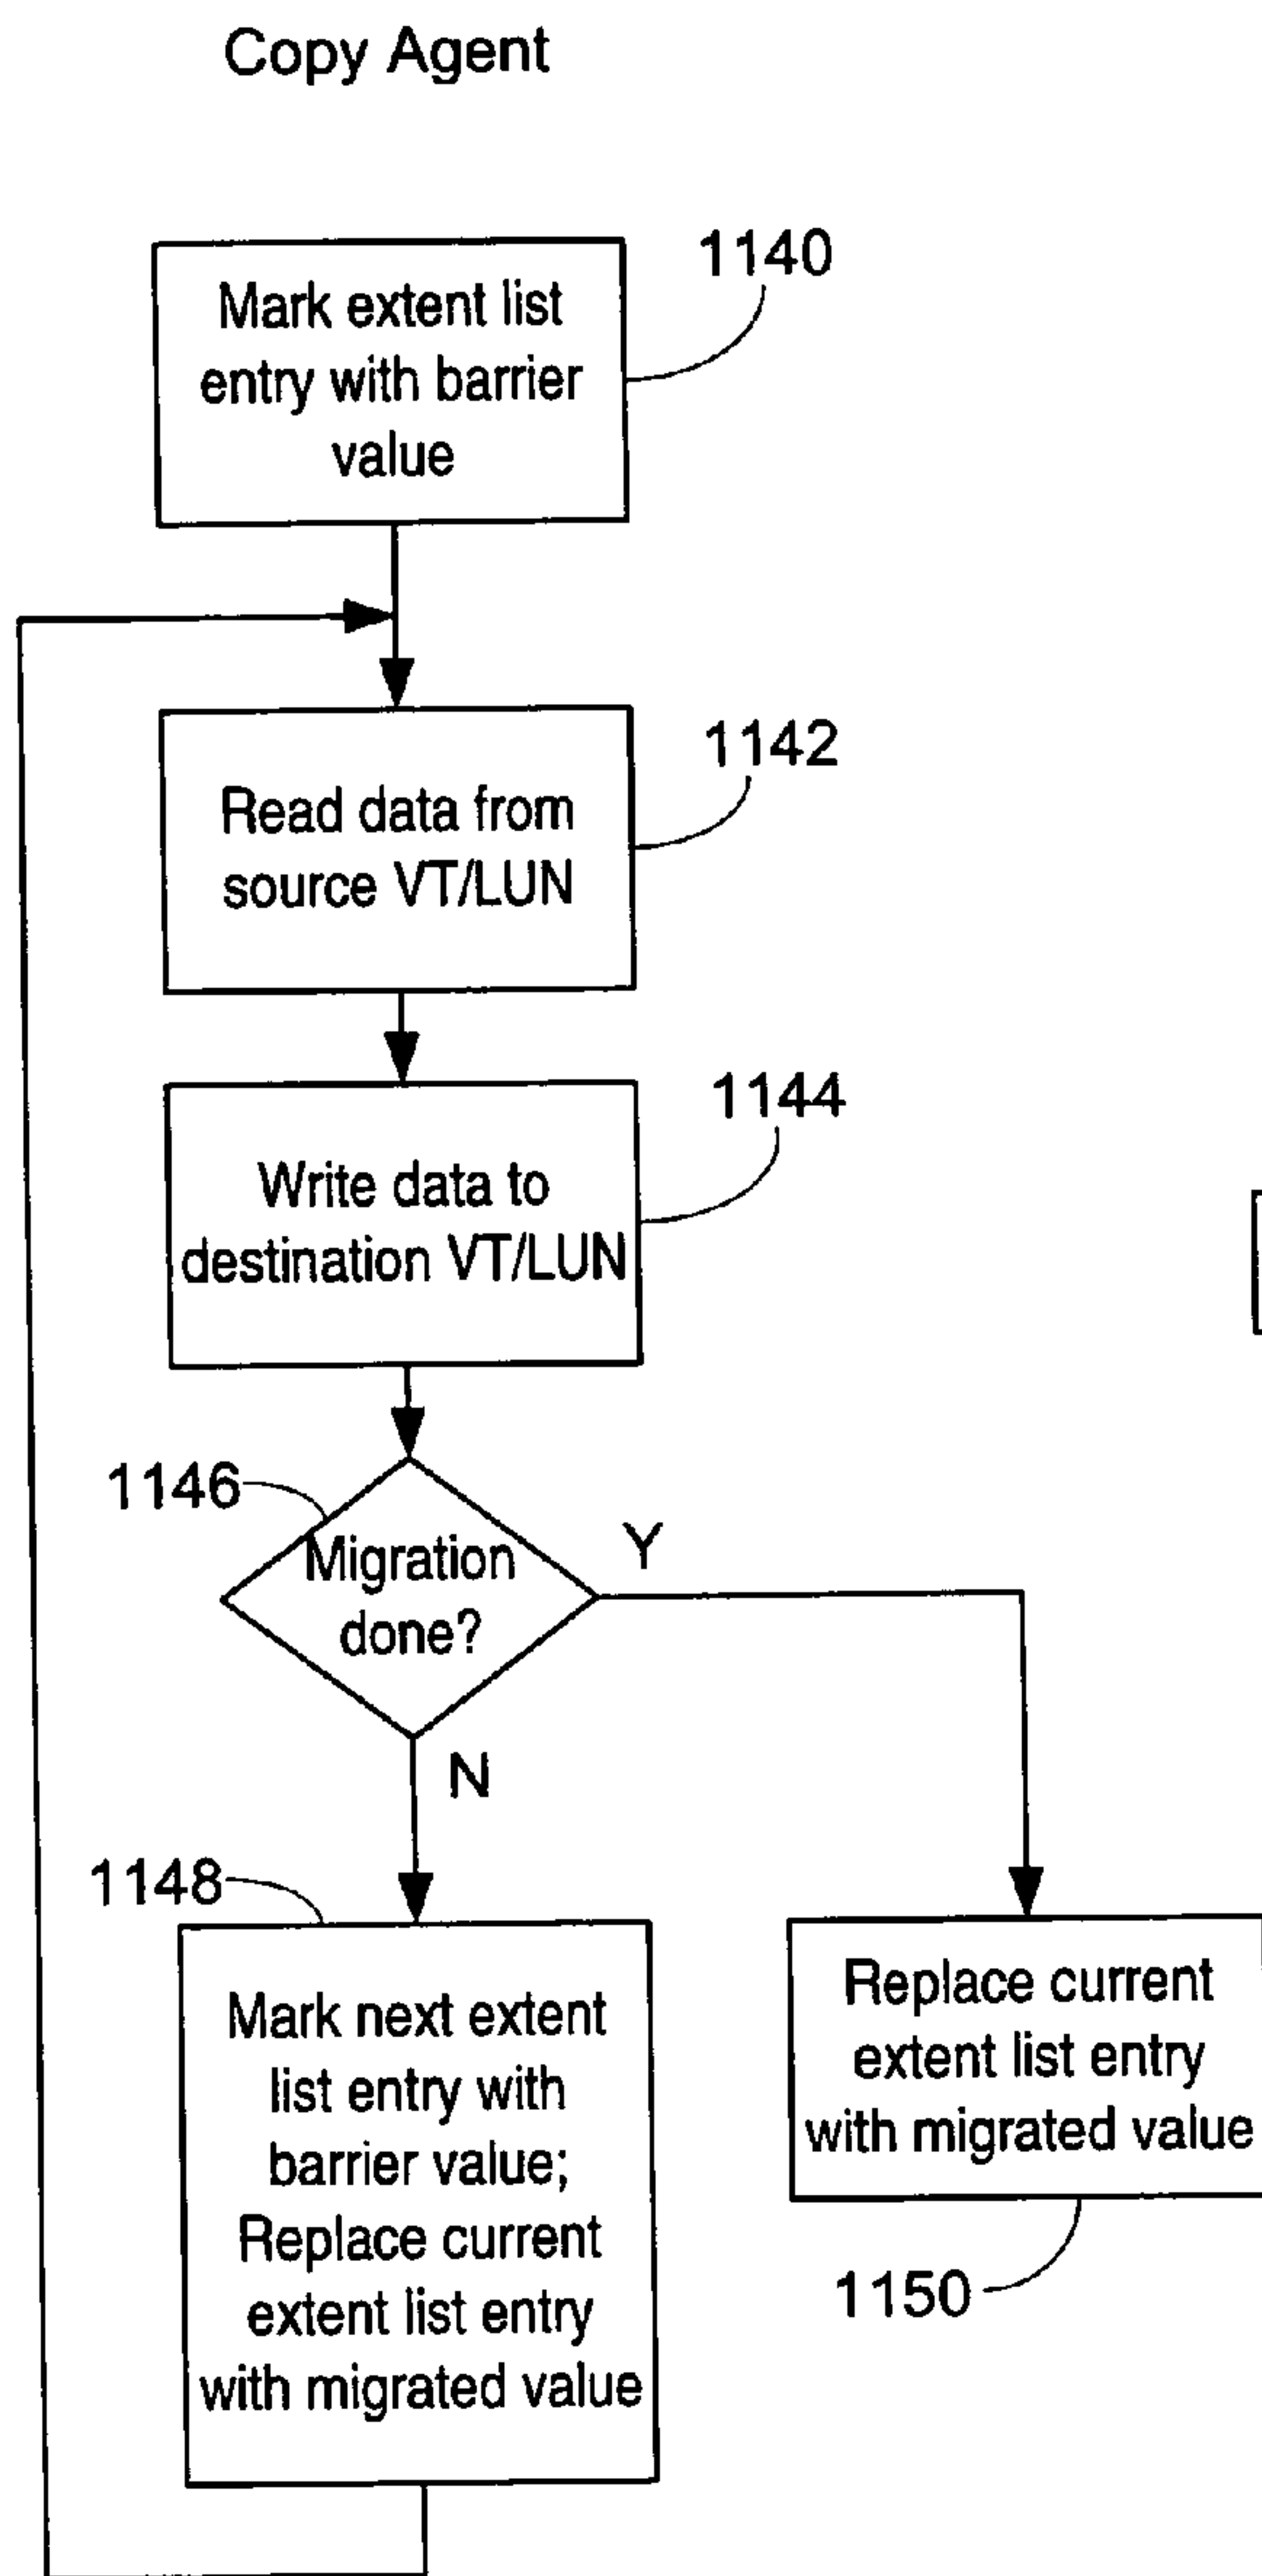 Copy Agent
1140
Mark extent list
entry with barrier
value
1142
Read data from
source VT/LUN
1144
Write data to
destination VT/LUN
1146
Migration
done?
Y
N
1148
Mark next extent
list entry with
barrier value;
Replace current
extent list entry
with migrated value
Replace current
extent list entry
with migrated value
1150